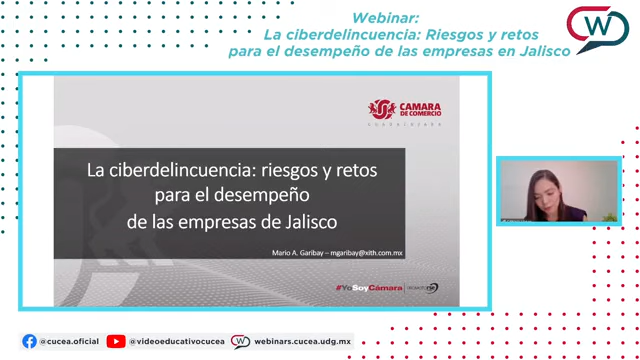 Webinar:
La ciberdelincuencia: Riesgos y retos
para el desempeño de las empresas en Jalisco
W
CAMARA
DE COMERCIO
GUADALAJARA
La ciberdelincuencia: riesgos y retos
para el desempeño
de las empresas de Jalisco
Mario A. Garibay – mgaribay@xith.com.mx
#YoSoyCámara
@cucea.oficial
@videoeducativocucea
W
webinars.cucea.udg.mx